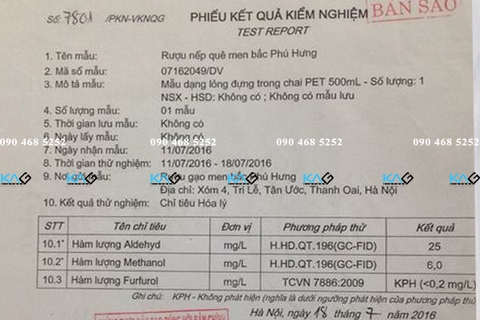 Số: 7801 /PKN-VKNQG
PHIẾU KẾT QUẢ KIỂM NGHIỆM
BẢN SAO
TEST REPORT
1. Tên mẫu: Rượu nếp quê men bắc Phú Hưng
2. Mã số mẫu: 07162049/DV
3. Mô tả mẫu: Mẫu dạng lỏng đựng trong chai PET 500mL - Số lượng: 1
NSX - HSD: Không có ; Không có mẫu lưu
4. Số lượng mẫu: 01 mẫu
5. Thời gian lưu mẫu: Không có
6. Ngày lấy mẫu: Không có
090 468 5252 090 468 5252 090 468 5252
7. Ngày nhận mẫu: 11/07/2016
8. Thời gian thử nghiệm: 11/07/2016 - 18/07/2016
9. Nơi gửi mẫu: Rượu gạo men bắc Phú Hưng
KAG KAG KAG
Địa chỉ: Xóm 4, Tri Lễ, Tân Ước, Thanh Oai, Hà Nội
10. Kết quả thử nghiệm: Chỉ tiêu Hóa lý
STT Tên chỉ tiêu Đơn vị Phương pháp thử Kết quả
10.1* Hàm lượng Aldehyd mg/L H.HD.QT.196(GC-FID) 25
10.2* Hàm lượng Methanol mg/L H.HD.QT.196(GC-FID) 6,0
10.3 Hàm lượng Furfurol mg/L TCVN 7886:2009 KPH (<0,2 mg/L)
Ghi chú: KPH - Không phát hiện (nghĩa là dưới ngưỡng phát hiện của phương pháp thử
Hà Nội, ngày 18 tháng 7 năm 2016